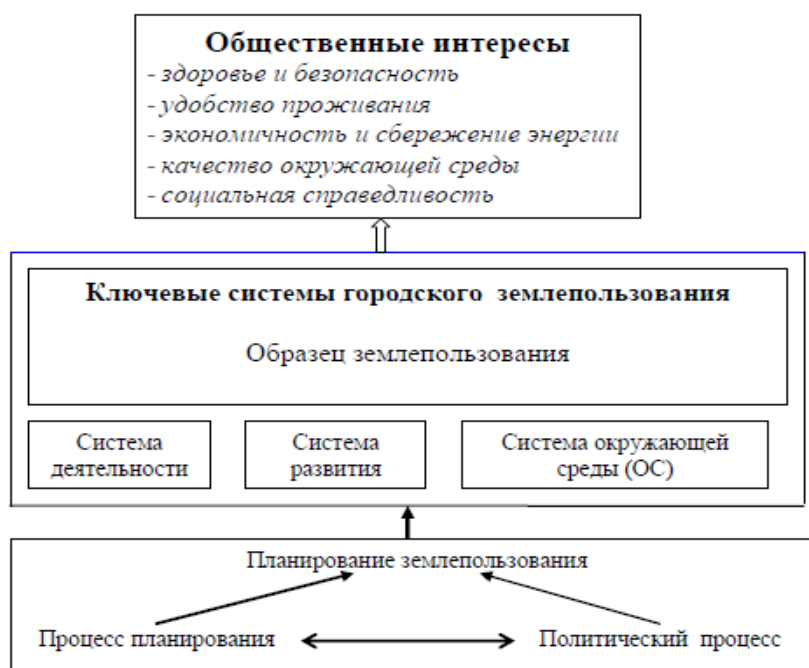 Общественные интересы
- здоровье и безопасность
- удобство проживания
- экономичность и сбережение энергии
- качество окружающей среды
- социальная справедливость
Ключевые системы городского землепользования
Образец землепользования
Система
деятельности
Система
развития
Система окружающей
среды (ОС)
Планирование землепользования
Процесс планирования
Политический процесс